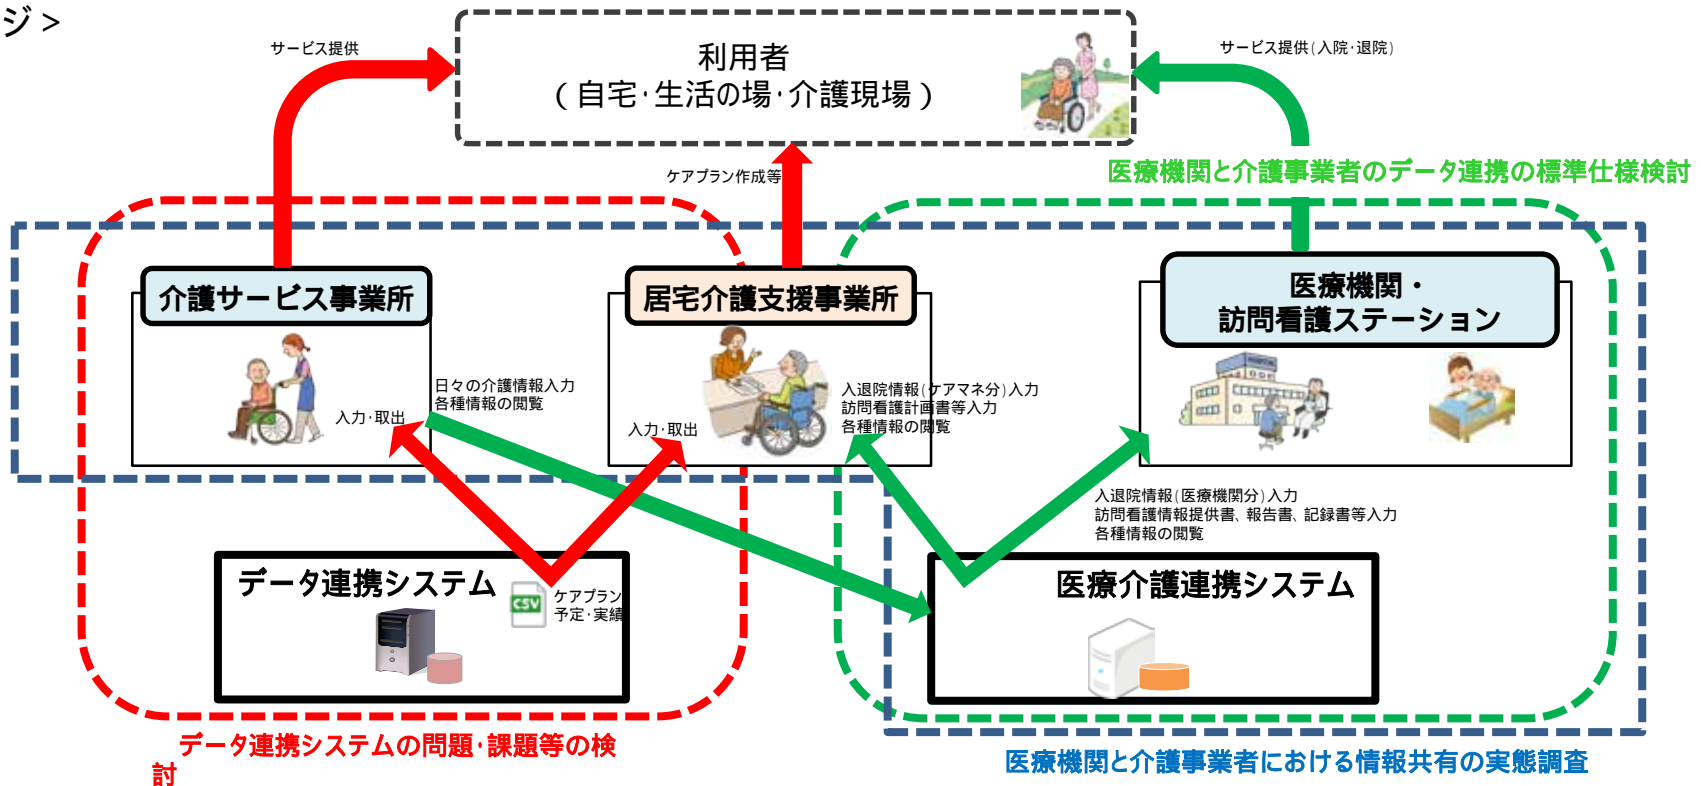 ジ >
サービス提供
利用者
( 自宅･生活の場･介護現場 )
サービス提供(入院･退院)
ケアプラン作成等
医療機関と介護事業者のデータ連携の標準仕様検討
介護サービス事業所
居宅介護支援事業所
医療機関・
訪問看護ステーション
日々の介護情報入力
各種情報の閲覧
入力･取出
入力･取出
入退院情報(ケアマネ分)入力
訪問看護計画書等入力
各種情報の閲覧
HOSPITAL
入退院情報(医療機関分)入力
訪問看護情報提供書、報告書、記録書等入力
各種情報の閲覧
データ連携システム
CSV
ケアプラン
予定･実績
医療介護連携システム
データ連携システムの問題･課題等の検
討
医療機関と介護事業者における情報共有の実態調査